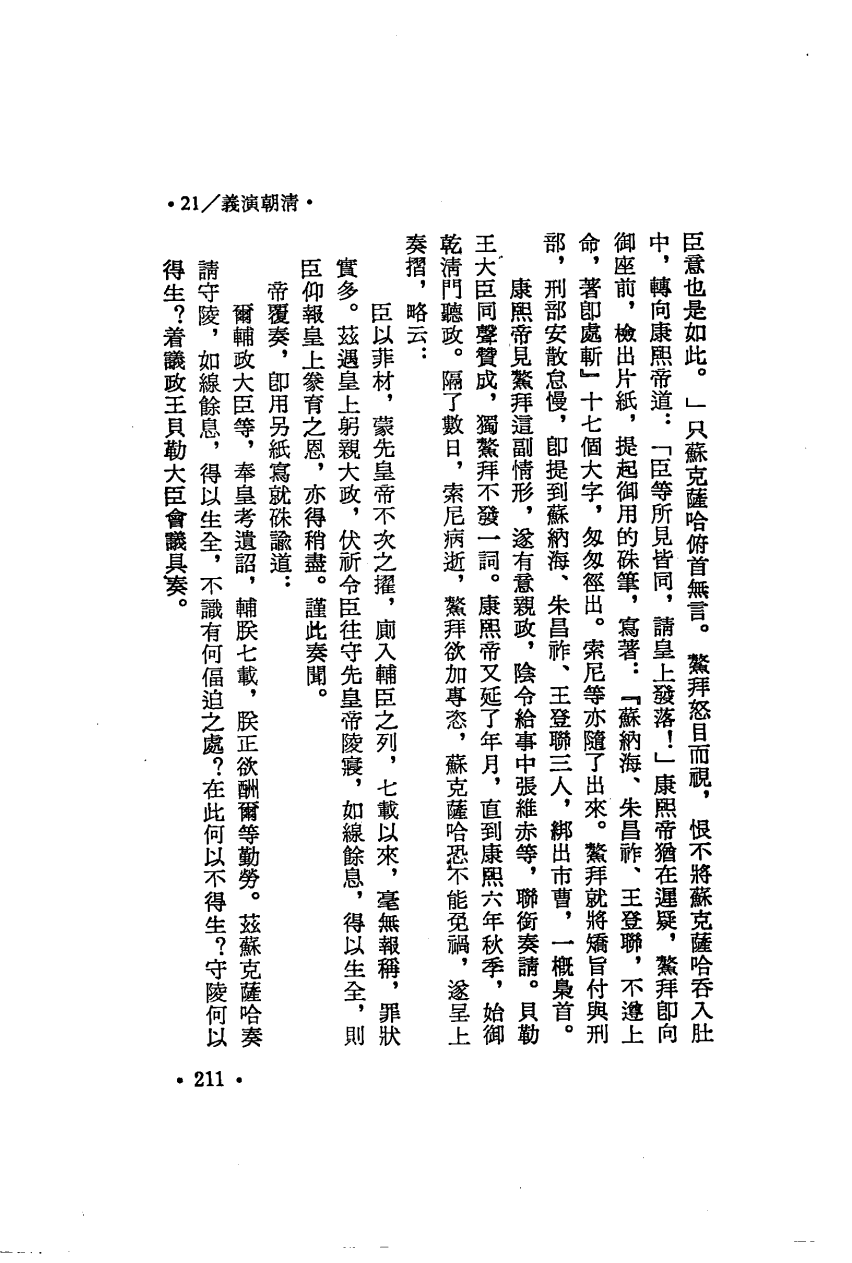 •21／義演朝清•
臣意也是如此。」只蘇克薩哈俯首無言。鰲拜怒目而視，恨不將蘇克薩哈吞入肚
中，轉向康熙帝道：「臣等所見皆同，請皇上發落！」康熙帝猶在遲疑，鰲拜卽向
御座前，檢出片紙，提起御用的硃筆，寫著：『蘇納海、朱昌祚、王登聯，不遵上
命，著卽處斬』十七個大字，匆匆徑出。索尼等亦隨了出來。鰲拜就將矯旨付與刑
部，刑部安敢怠慢，卽提到蘇納海、朱昌祚、王登聯三人，綁出市曹，一概梟首。
康熙帝見鰲拜這副情形，遂有意親政，陰令給事中張維赤等，聯銜奏請。貝勒
王大臣同聲贊成，獨鰲拜不發一詞。康熙帝又延了年月，直到康熙六年秋季，始御
乾清門聽政。隔了數日，索尼病逝，鰲拜欲加專恣，蘇克薩哈恐不能免禍，遂呈上
奏摺，略云：
臣以菲材，蒙先皇帝不次之擢，廁入輔臣之列，七載以來，毫無報稱，罪狀
實多。茲遇皇上躬親大政，伏祈令臣往守先皇帝陵寢，如線餘息，得以生全，則
臣仰報皇上豢育之恩，亦得稍盡。謹此奏聞。
帝覆奏，卽用另紙寫就硃諭道：
爾輔政大臣等，奉皇考遺詔，輔朕七載，朕正欲酬爾等勤勞。茲蘇克薩哈奏
請守陵，如線餘息，得以生全，不識有何偪迫之處？在此何以不得生？守陵何以
得生？着議政王貝勒大臣會議具奏。
•211•